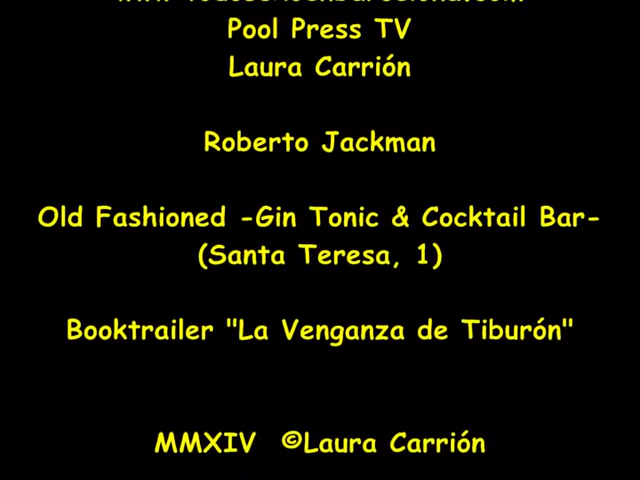 Pool Press TV
Laura Carrión
Roberto Jackman
Old Fashioned -Gin Tonic & Cocktail Bar-
(Santa Teresa, 1)
Booktrailer "La Venganza de Tiburón"
MMXIV ©Laura Carrión